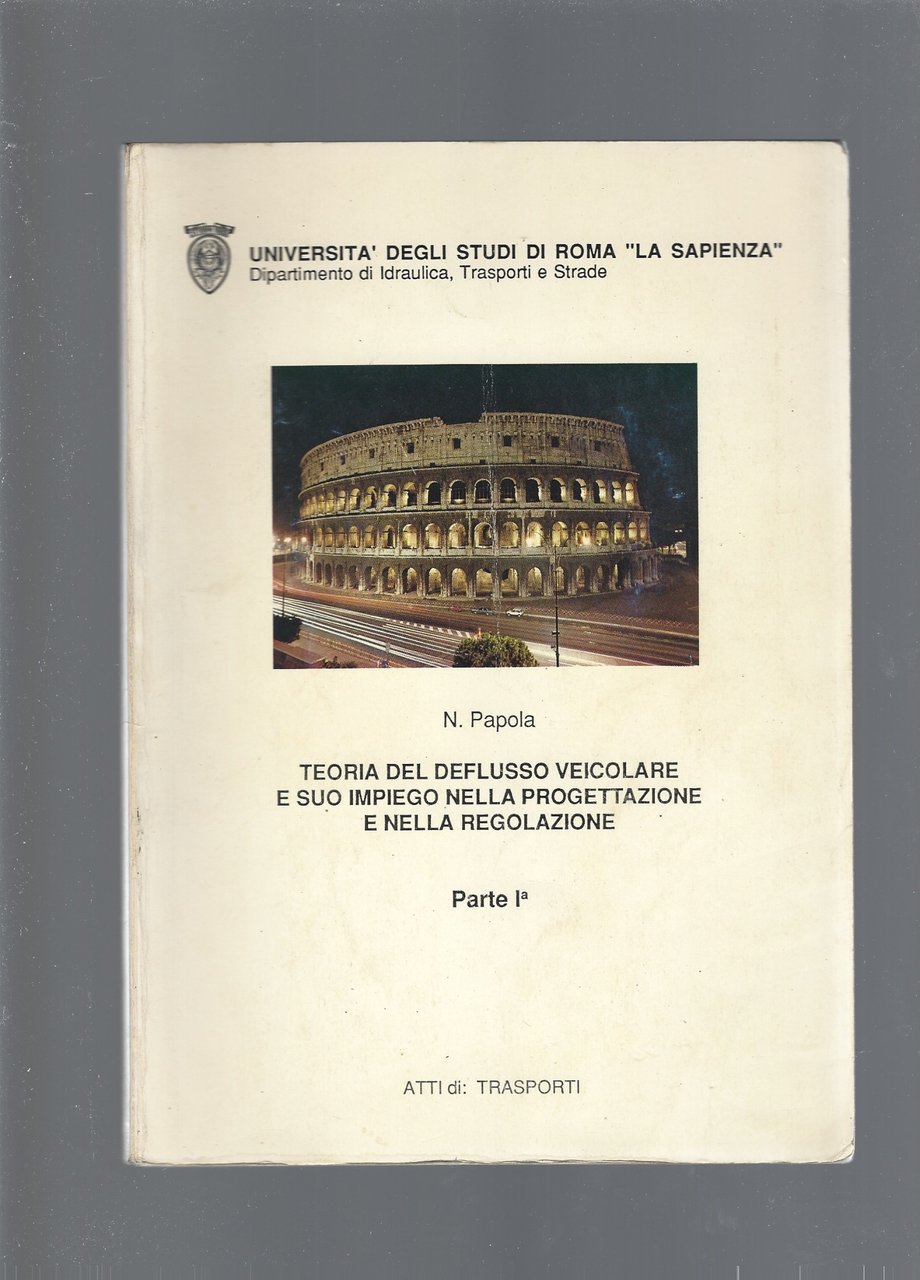 UNIVERSITA' DEGLI STUDI DI ROMA "LA SAPIENZA"
Dipartimento di Idraulica, Trasporti e Strade
N. Papola
TEORIA DEL DEFLUSSO VEICOLARE
E SUO IMPIEGO NELLA PROGETTAZIONE
E NELLA REGOLAZIONE
Parte Iª
ATTI di: TRASPORTI